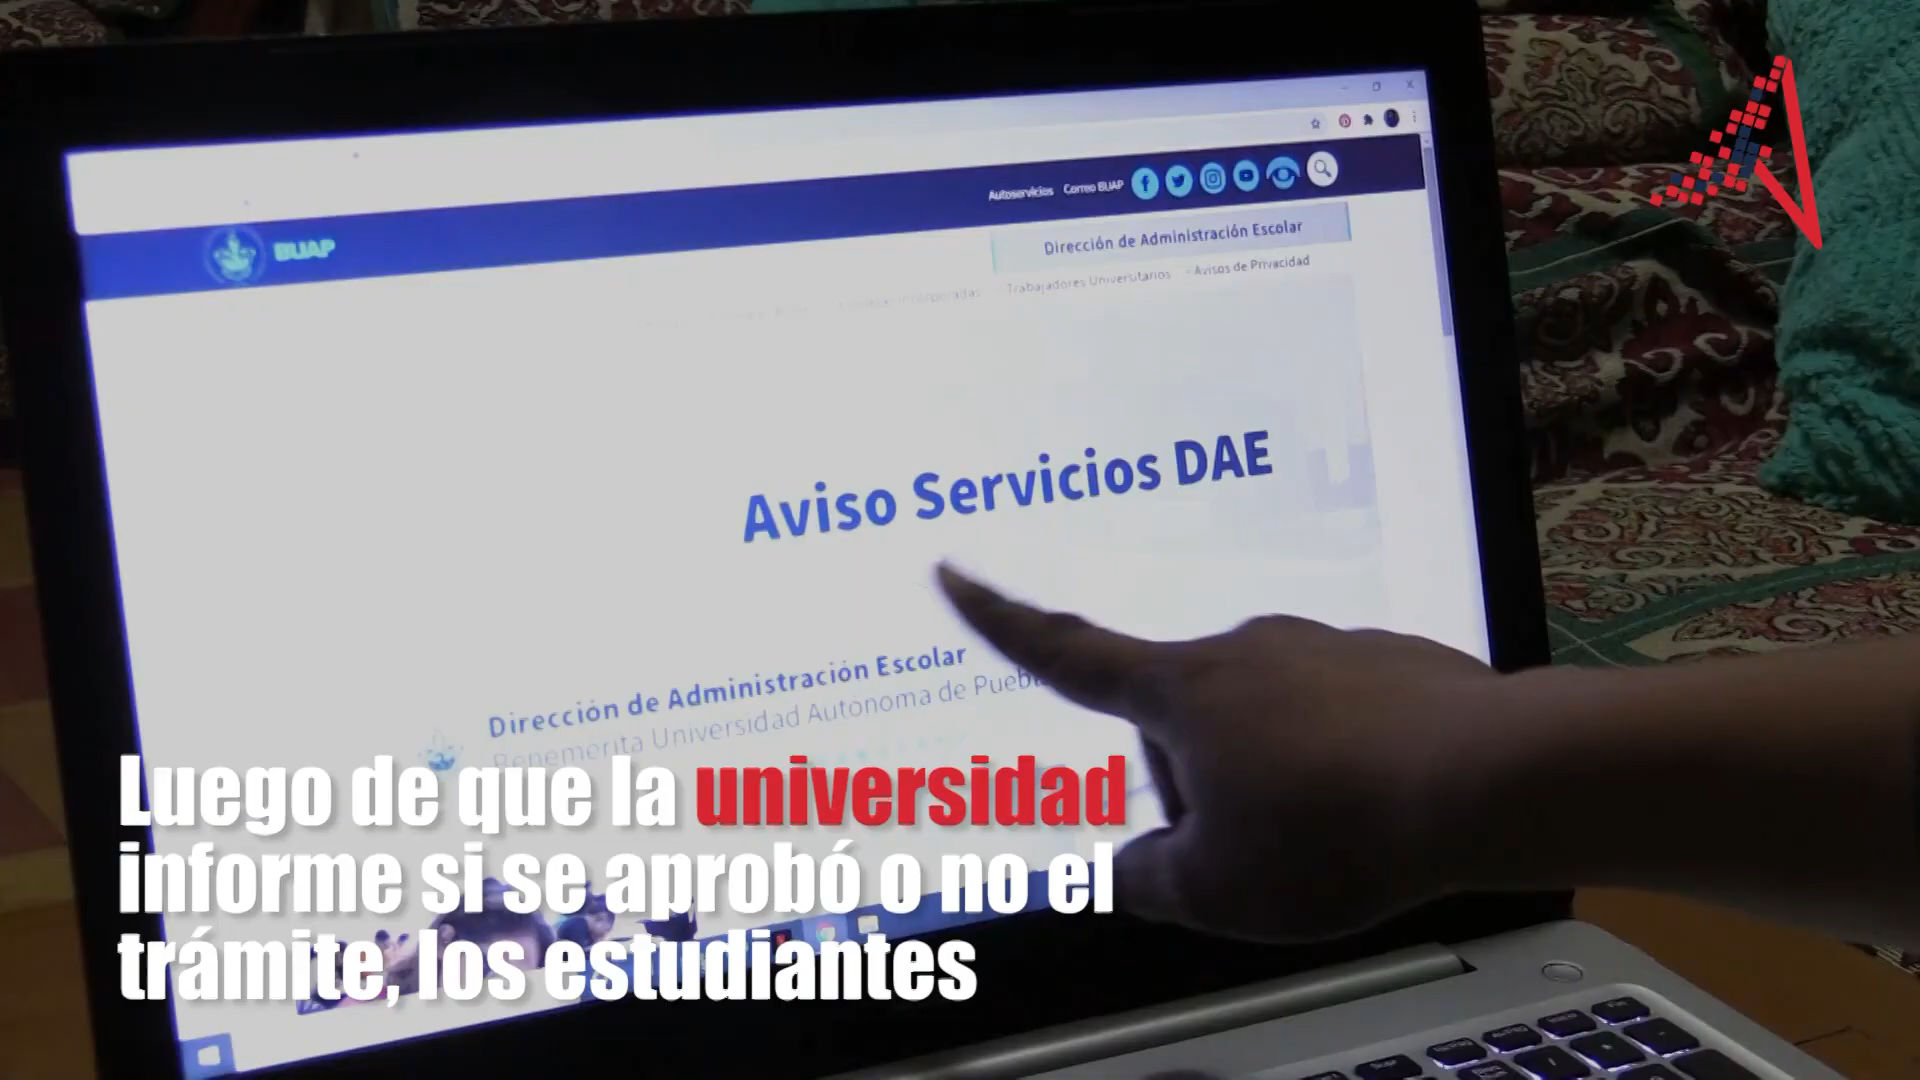 Autoservicios Correo BUAP
BUAP
Dirección de Administración Escolar
Trabajadores Universitarios - Avisos de Privacidad
Aviso Servicios DAE
Dirección de Administración Escolar
Benemérita Universidad Autónoma de Puebla
Luego de que la universidad
informe si se aprobó o no el
trámite, los estudiantes